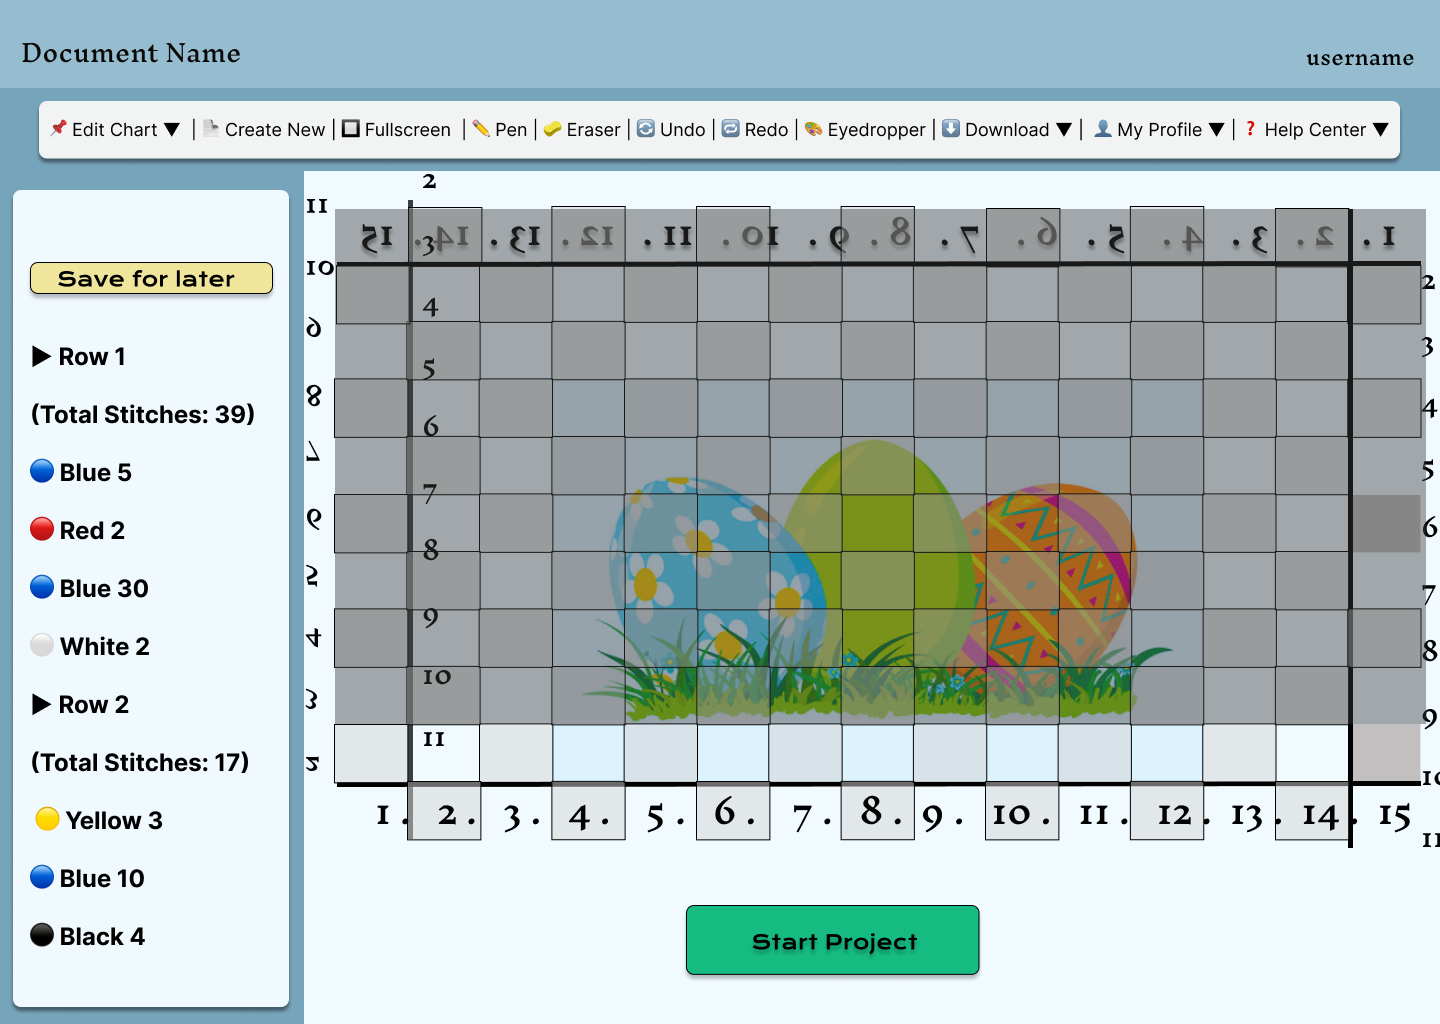 Document Name
username
Edit Chart ▼ | Create New | Fullscreen | Pen | Eraser | Undo | Redo | Eyedropper | Download ▼ | My Profile ▼ | Help Center ▼
Save for later
▶ Row 1
(Total Stitches: 39)
Blue 5
Red 2
Blue 30
White 2
▶ Row 2
(Total Stitches: 17)
Yellow 3
Blue 10
Black 4
11
10
9
8
7
6
5
4
3
2
15 . 14 . 13 . 12 . 11 . 10 . 9 . 8 . 7 . 6 . 5 . 4 . 3 . 2 . 1
2
3
4
5
6
7
8
9
10
11
2
3
4
5
6
7
8
9
10
11
1 . 2 . 3 . 4 . 5 . 6 . 7 . 8 . 9 . 10 . 11 . 12 . 13 . 14 . 15
Start Project